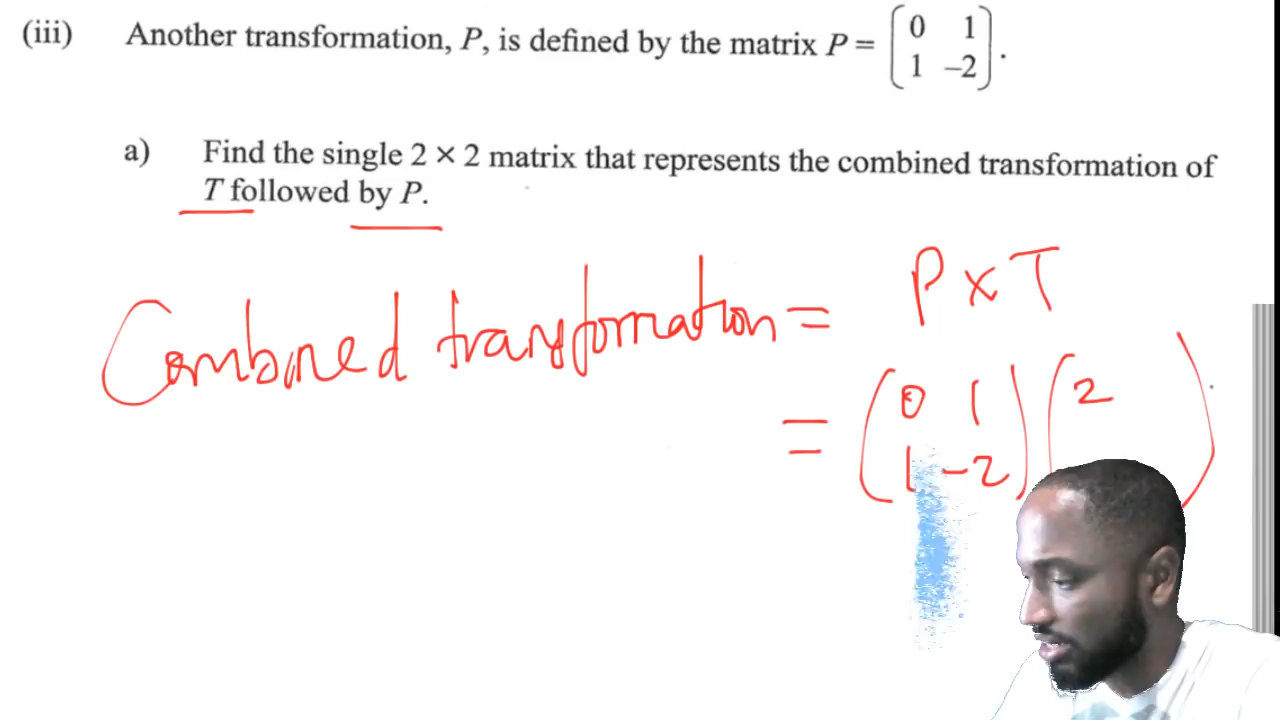 (iii) Another transformation, P, is defined by the matrix P = [0 1
1 –2].
a) Find the single 2 × 2 matrix that represents the combined transformation of
T followed by P.
Combined transformation = P x T
= (0 1
1 -2) (2 )